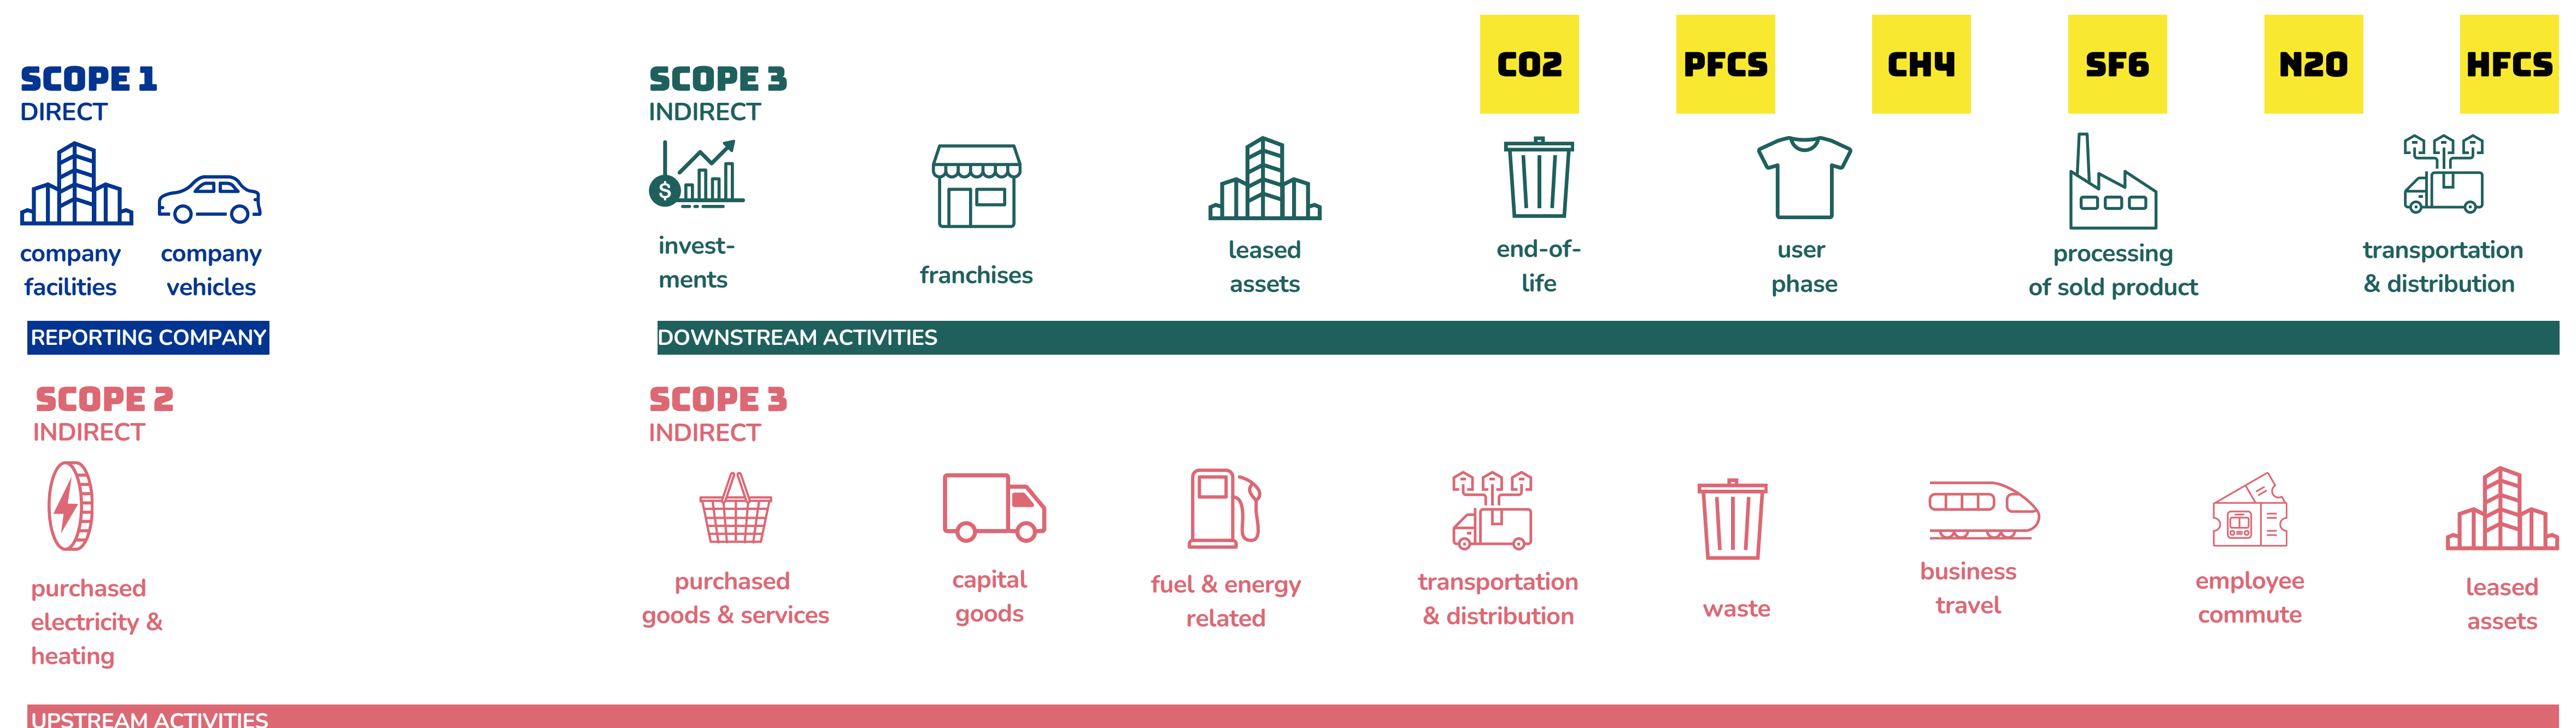 CO2
PFCS
CH4
SF6
N2O
HFCS
SCOPE 1
DIRECT
company
facilities
company
vehicles
REPORTING COMPANY
SCOPE 3
INDIRECT
invest-
ments
franchises
leased
assets
end-of-
life
user
phase
processing
of sold product
transportation
& distribution
DOWNSTREAM ACTIVITIES
SCOPE 2
INDIRECT
purchased
electricity &
heating
SCOPE 3
INDIRECT
purchased
goods & services
capital
goods
fuel & energy
related
transportation
& distribution
waste
business
travel
employee
commute
leased
assets
UPSTREAM ACTIVITIES